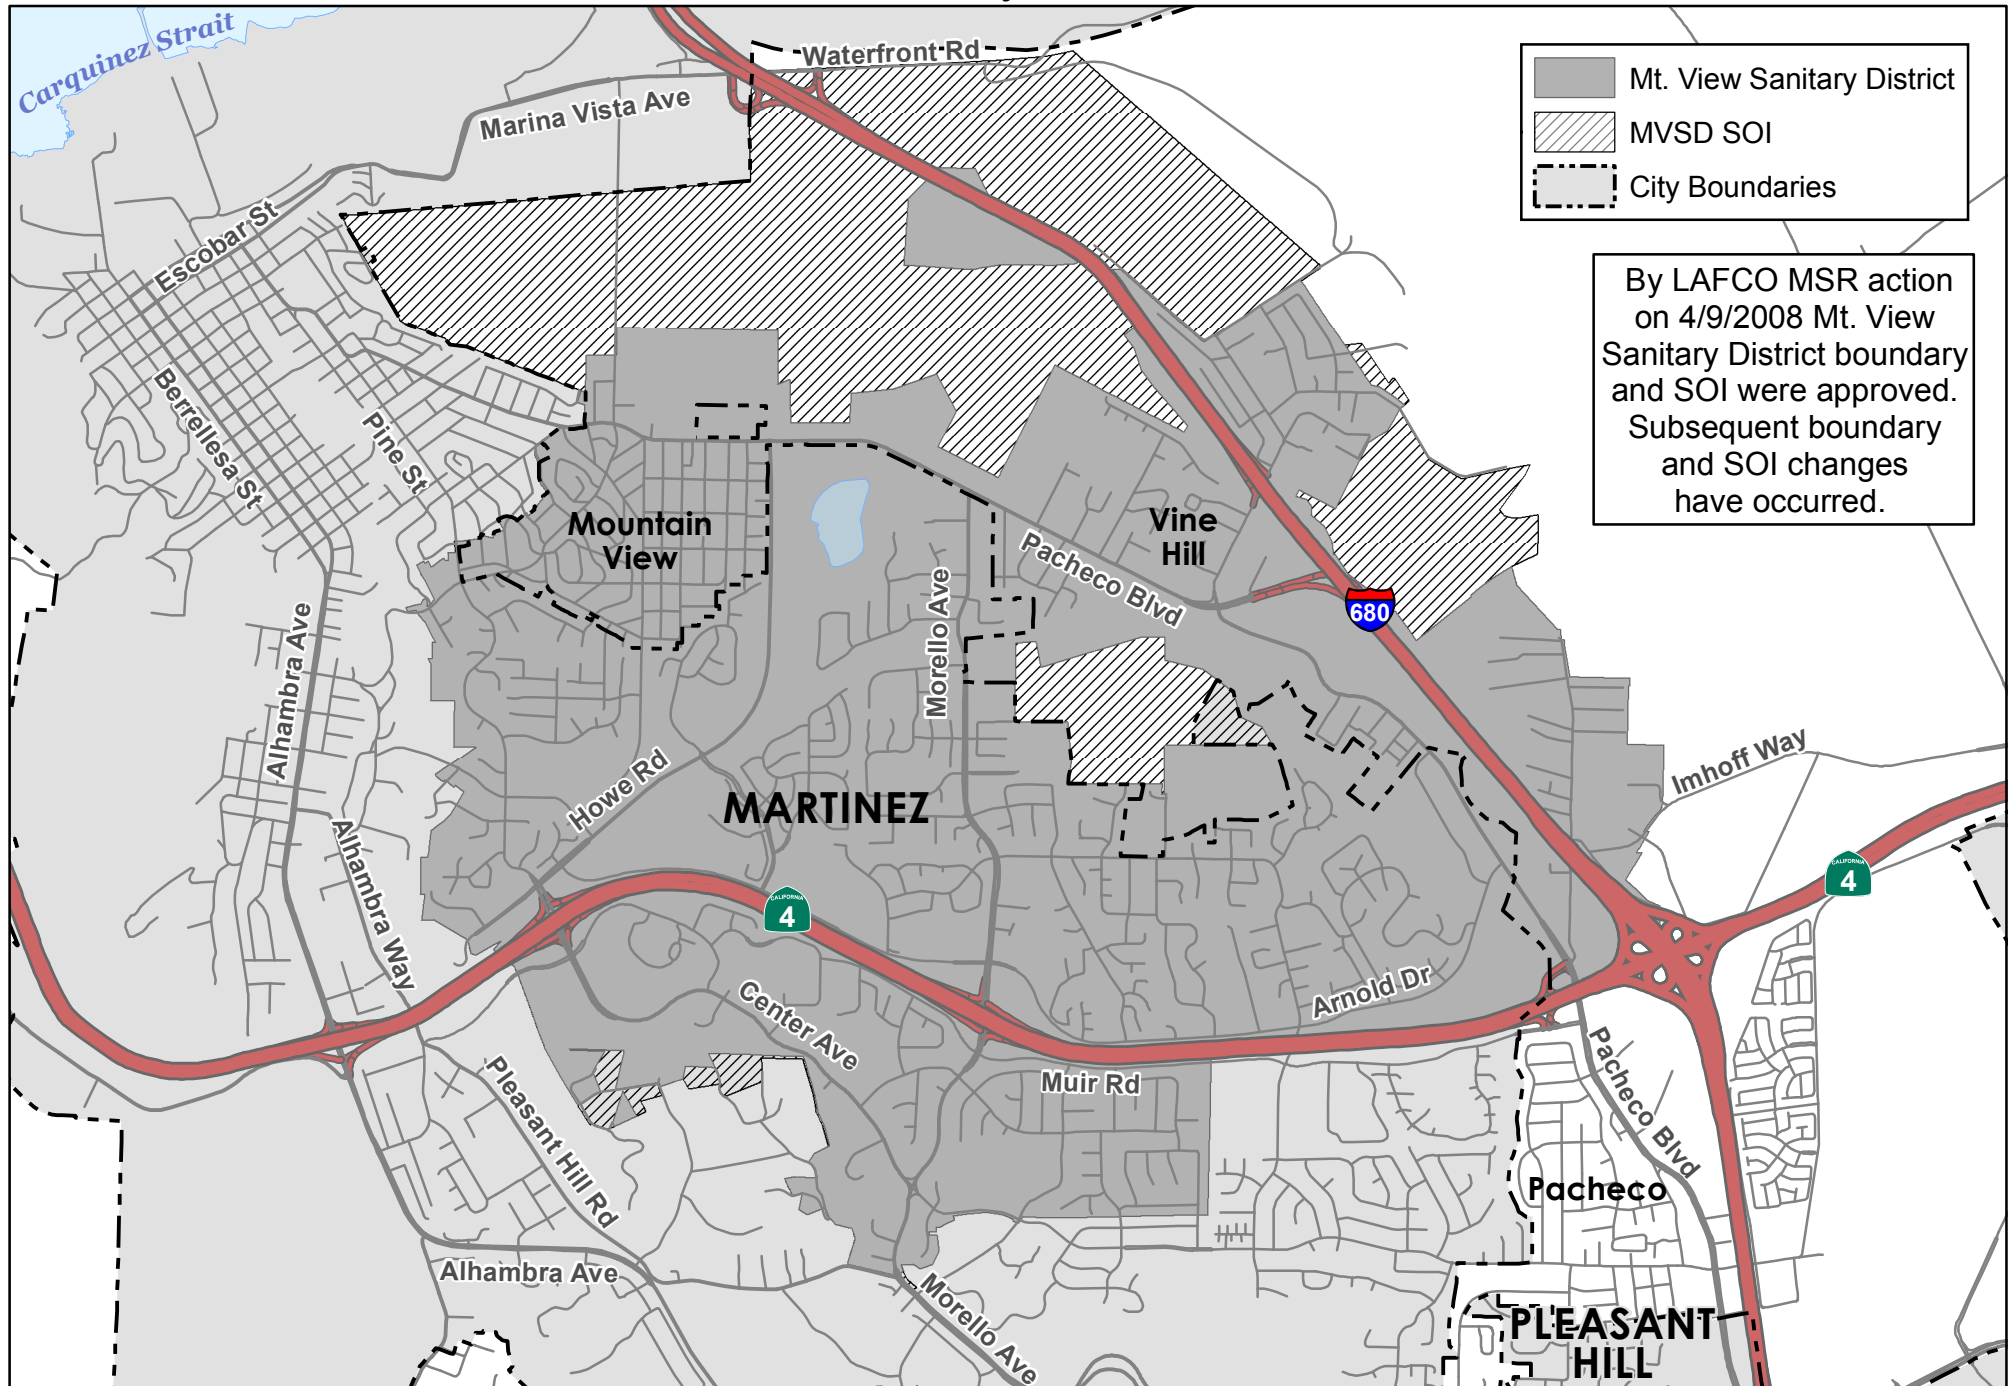 Carquinez Strait
Waterfront Rd
Marina Vista Ave
Mt. View Sanitary District
MVSD SOI
City Boundaries
By LAFCO MSR action
on 4/9/2008 Mt. View
Sanitary District boundary
and SOI were approved.
Subsequent boundary
and SOI changes
have occurred.
Escobar St
Berrellesa St
Pine St
Mountain
View
Vine
Hill
Pacheco Blvd
Morello Ave
680
Alhambra Ave
Howe Rd
MARTINEZ
Imhoff Way
Alhambra Way
CALIFORNIA
4
CALIFORNIA
4
Center Ave
Arnold Dr
Muir Rd
Pleasant Hill Rd
Pacheco Blvd
Pacheco
Alhambra Ave
Morello Ave
PLEASANT
HILL